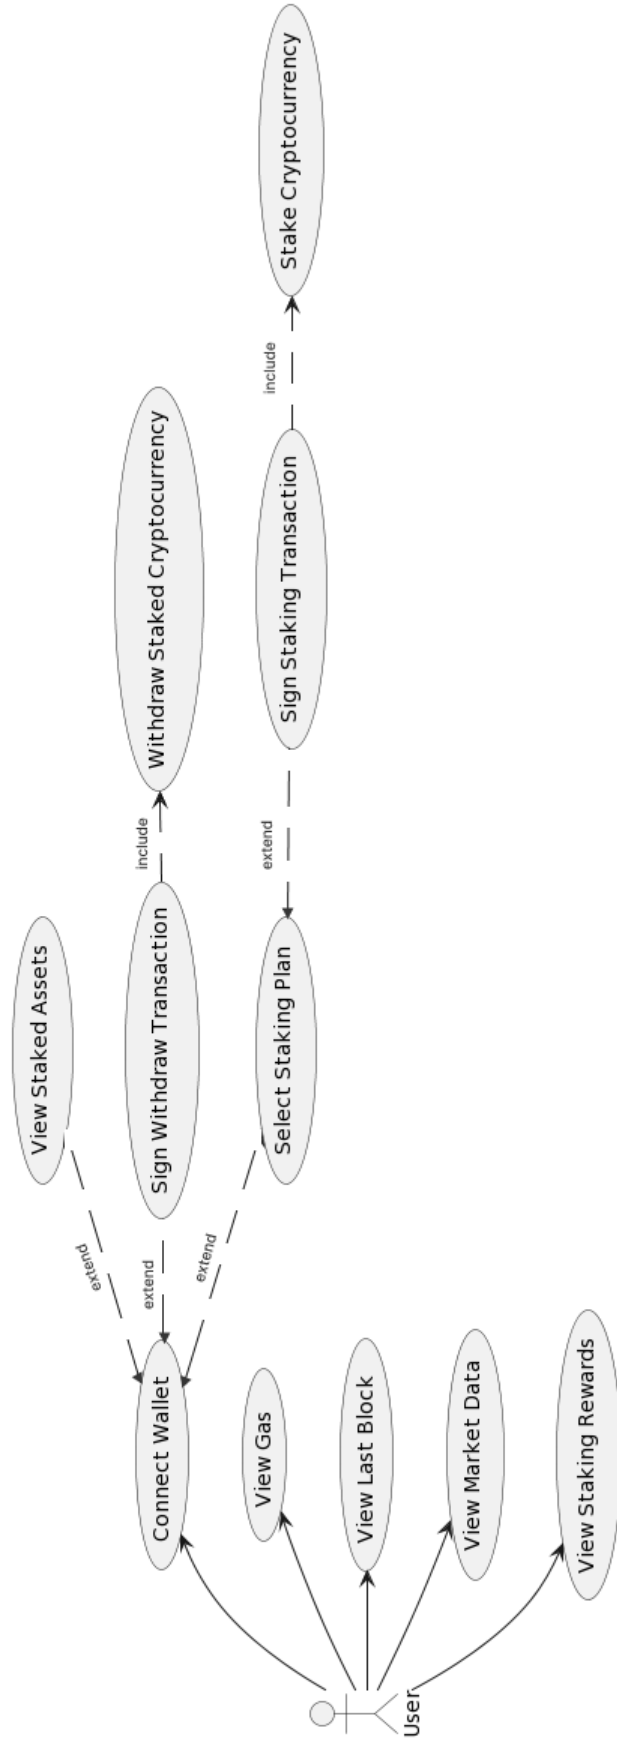 User
Connect Wallet
View Gas
View Last Block
View Market Data
View Staking Rewards
extend
extend
extend
View Staked Assets
Sign Withdraw Transaction
Select Staking Plan
include
extend
Withdraw Staked Cryptocurrency
Sign Staking Transaction
include
Stake Cryptocurrency